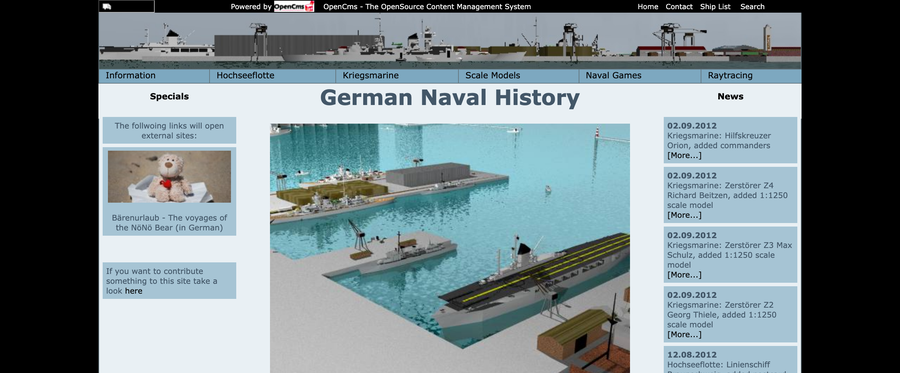 Powered by OpenCms OpenCms - The OpenSource Content Management System Home Contact Ship List Search
Information Hochseeflotte Kriegsmarine Scale Models Naval Games Raytracing
Specials
The follwoing links will open
external sites:
Bärenurlaub - The voyages of
the NöNö Bear (in German)
If you want to contribute
something to this site take a
look here
German Naval History
News
02.09.2012
Kriegsmarine: Hilfskreuzer
Orion, added commanders
[More...]
02.09.2012
Kriegsmarine: Zerstörer Z4
Richard Beitzen, added 1:1250
scale model
[More...]
02.09.2012
Kriegsmarine: Zerstörer Z3 Max
Schulz, added 1:1250 scale
model
[More...]
02.09.2012
Kriegsmarine: Zerstörer Z2
Georg Thiele, added 1:1250
scale model
[More...]
12.08.2012
Hochseeflotte: Linienschiff